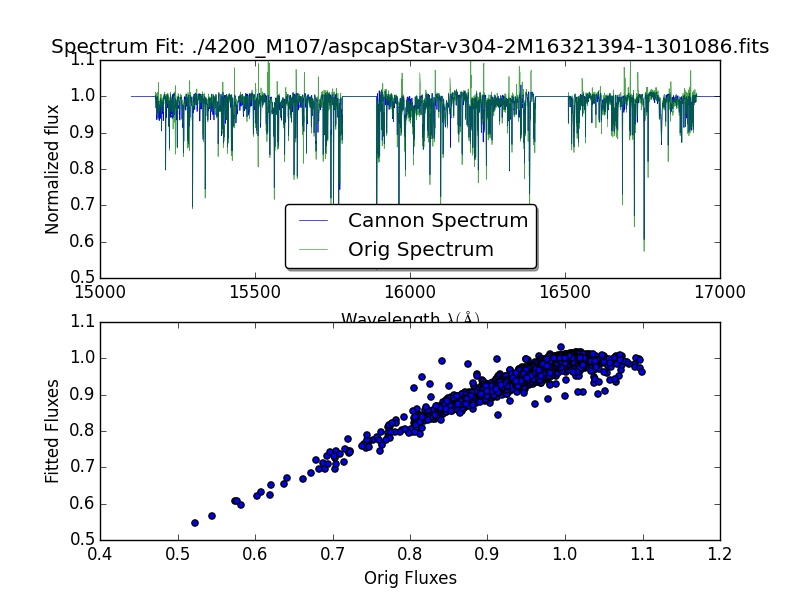 Spectrum Fit: ./4200_M107/aspcapStar-v304-2M16321394-1301086.fits
1.1
1.0
0.9
0.8
0.7
0.6
0.5
Normalized flux
Cannon Spectrum
Orig Spectrum
15000 15500 16000 16500 17000
Wavelength λ(Å)
1.1
1.0
0.9
0.8
0.7
0.6
0.5
Fitted Fluxes
0.4 0.5 0.6 0.7 0.8 0.9 1.0 1.1 1.2
Orig Fluxes